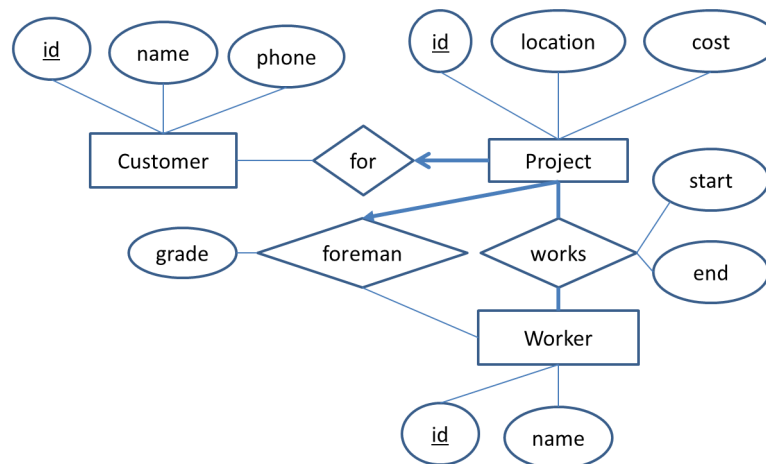 id
name
phone
id
location
cost
Customer
for
Project
start
grade
foreman
works
end
Worker
id
name